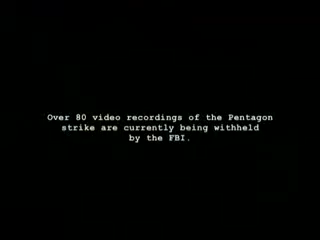 Over 80 video recordings of the Pentagon
strike are currently being withheld
by the FBI.